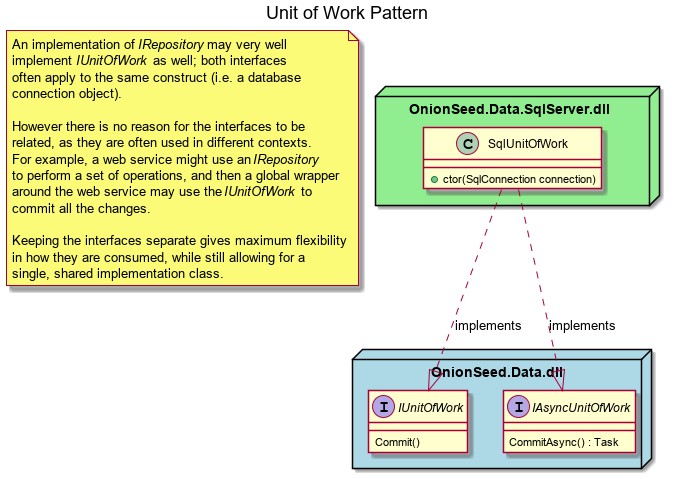 Unit of Work Pattern
An implementation of IRepository may very well
implement IUnitOfWork as well; both interfaces
often apply to the same construct (i.e. a database
connection object).
However there is no reason for the interfaces to be
related, as they are often used in different contexts.
For example, a web service might use an IRepository
to perform a set of operations, and then a global wrapper
around the web service may use the IUnitOfWork to
commit all the changes.
Keeping the interfaces separate gives maximum flexibility
in how they are consumed, while still allowing for a
single, shared implementation class.
OnionSeed.Data.SqlServer.dll
C SqlUnitOfWork
ctor(SqlConnection connection)
implements
implements
OnionSeed.Data.dll
I IUnitOfWork
Commit()
I IAsyncUnitOfWork
CommitAsync() : Task